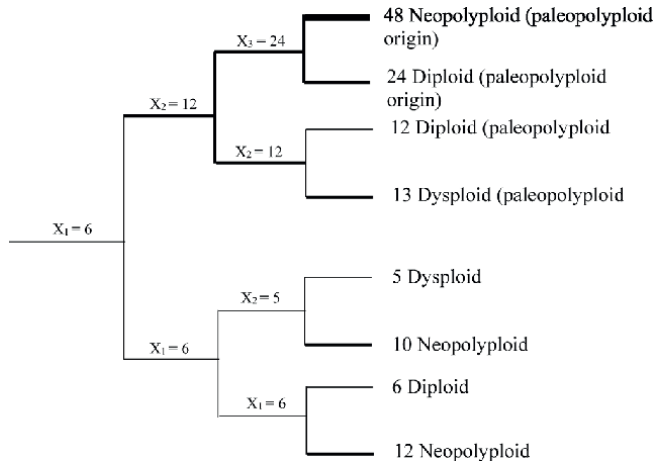 48 Neopolyploid (paleopolyploid
origin)
X3 = 24
24 Diploid (paleopolyploid
origin)
X2 = 12
12 Diploid (paleopolyploid
X2 = 12
13 Dysploid (paleopolyploid
X1 = 6
5 Dysploid
X2 = 5
10 Neopolyploid
X1 = 6
6 Diploid
X1 = 6
12 Neopolyploid